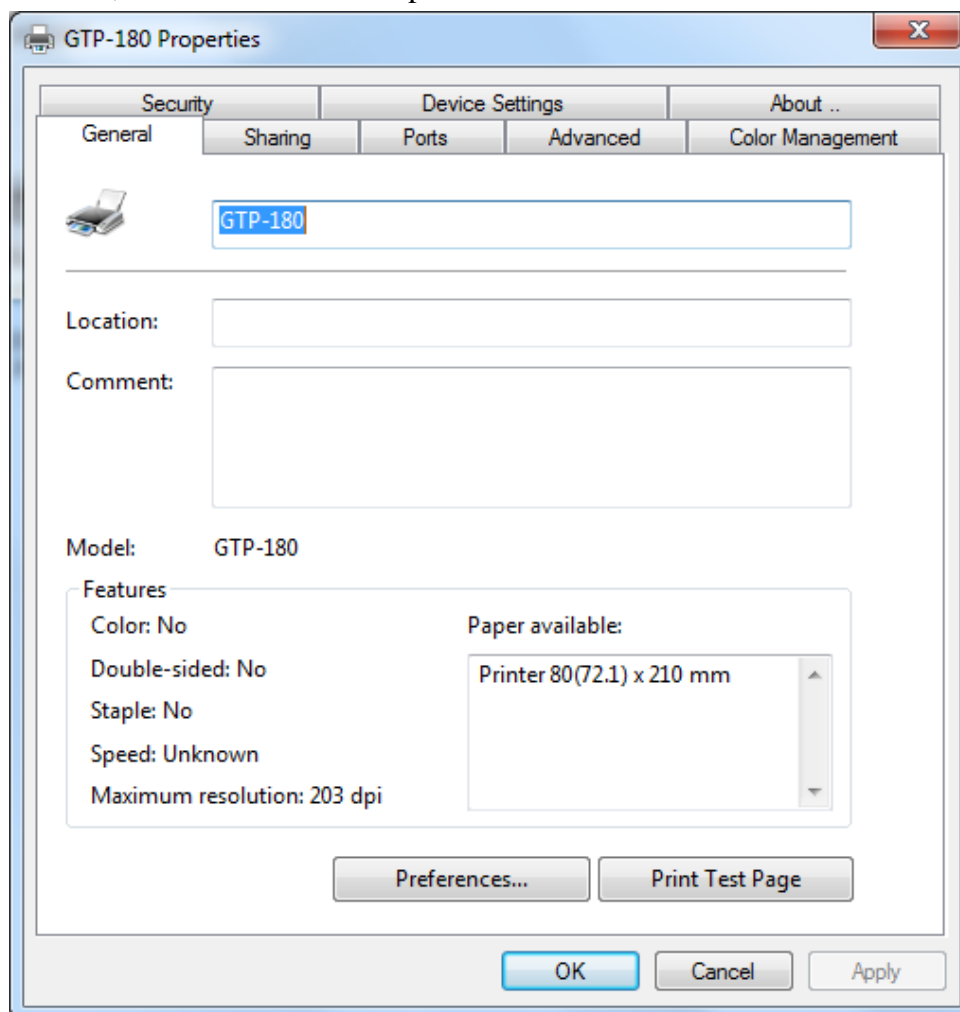 GTP-180 Properties
Security Device Settings About ..
General Sharing Ports Advanced Color Management
GTP-180
Location:
Comment:
Model: GTP-180
Features
Color: No
Double-sided: No
Staple: No
Speed: Unknown
Maximum resolution: 203 dpi
Paper available:
Printer 80(72.1) x 210 mm
Preferences... Print Test Page
OK Cancel Apply